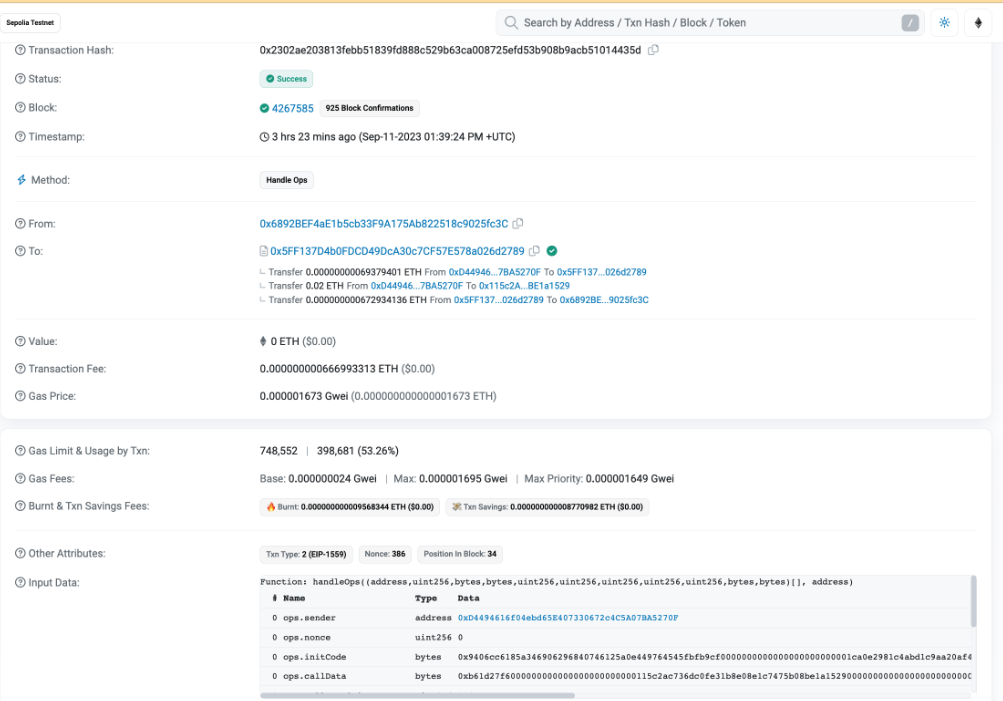 Sepolia Testnet
Search by Address / Txn Hash / Block / Token /
Transaction Hash: 0x2302ae203813febb51839fd888c529b63ca008725efd53b908b9acb51014435d
Status: Success
Block: 4267585 925 Block Confirmations
Timestamp: 3 hrs 23 mins ago (Sep-11-2023 01:39:24 PM +UTC)
Method: Handle Ops
From: 0x6892BEF4aE1b5cb33F9A175Ab822518c9025fc3C
To: 0x5FF137D4b0FDCD49DcA30c7CF57E578a026d2789
Transfer 0.00000000069379401 ETH From 0xD44946...7BA5270F To 0x5FF137...026d2789
Transfer 0.02 ETH From 0xD44946...7BA5270F To 0x115c2A...BE1a1529
Transfer 0.000000000672934136 ETH From 0x5FF137...026d2789 To 0x6892BE...9025fc3C
Value: 0 ETH ($0.00)
Transaction Fee: 0.000000000666993313 ETH ($0.00)
Gas Price: 0.000001673 Gwei (0.000000000000001673 ETH)
Gas Limit & Usage by Txn: 748,552 | 398,681 (53.26%)
Gas Fees: Base: 0.000000024 Gwei | Max: 0.000001695 Gwei | Max Priority: 0.000001649 Gwei
Burnt & Txn Savings Fees: Burnt: 0.000000000009568344 ETH ($0.00) Txn Savings: 0.000000000008770982 ETH ($0.00)
Other Attributes: Txn Type: 2 (EIP-1559) Nonce: 386 Position In Block: 34
Input Data: Function: handleOps((address,uint256,bytes,bytes,uint256,uint256,uint256,uint256,uint256,bytes,bytes)[], address)
# Name Type Data
0 ops.sender address 0xD4494616f04ebd65E407330672c4C5A07BA5270F
0 ops.nonce uint256 0
0 ops.initCode bytes 0x9406cc6185a346906296840746125a0e449764545fbfb9cf0000000000000000000000001ca0e2981c4abd1c9aa20af4
0 ops.callData bytes 0xb61d27f6000000000000000000000000115c2ac736dc0fe31b8e08e1c7475b08be1a1529000000000000000000000000